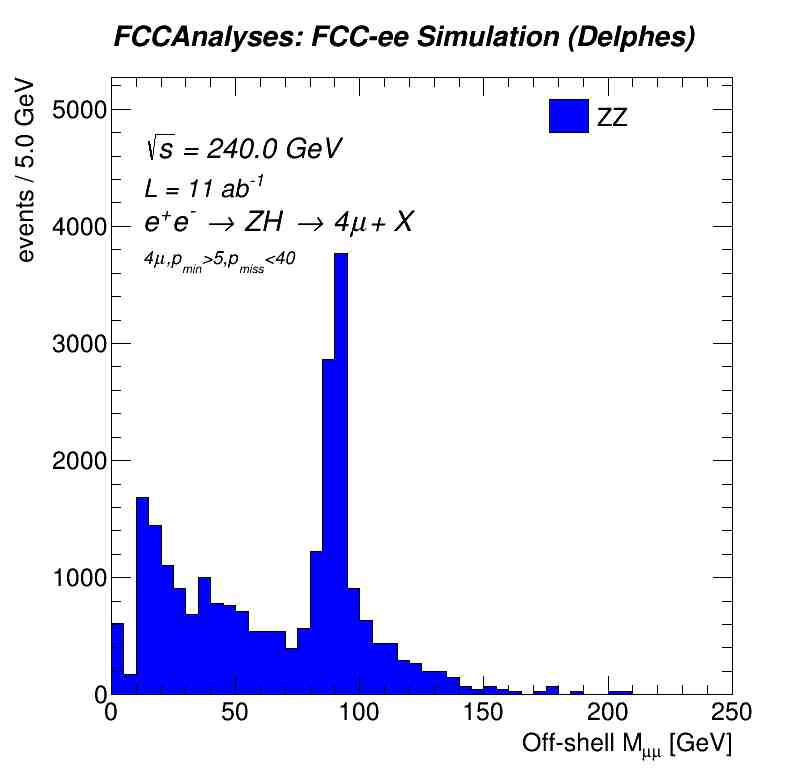 FCCAnalyses: FCC-ee Simulation (Delphes)
events / 5.0 GeV
5000
4000
3000
2000
1000
0
ZZ
√s = 240.0 GeV
L = 11 ab⁻¹
e⁺e⁻ → ZH → 4μ + X
4μ,p_min>5,p_miss<40
0 50 100 150 200 250
Off-shell M_μμ [GeV]